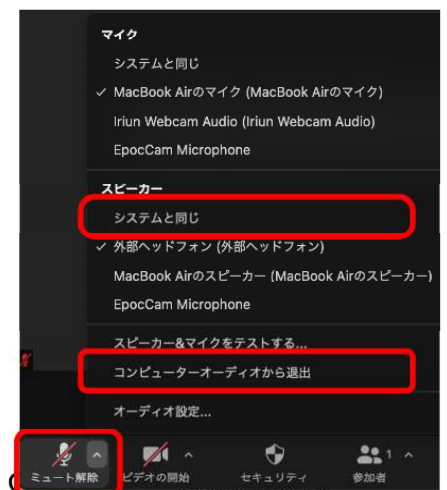 マイク
システムと同じ
✓ MacBook Airのマイク (MacBook Airのマイク)
Iriun Webcam Audio (Iriun Webcam Audio)
EpocCam Microphone
スピーカー
システムと同じ
✓ 外部ヘッドフォン (外部ヘッドフォン)
MacBook Airのスピーカー (MacBook Airのスピーカー)
EpocCam Microphone
スピーカー&マイクをテストする...
コンピューターオーディオから退出
オーディオ設定...
1
ミュート解除 ビデオの開始 セキュリティ 参加者